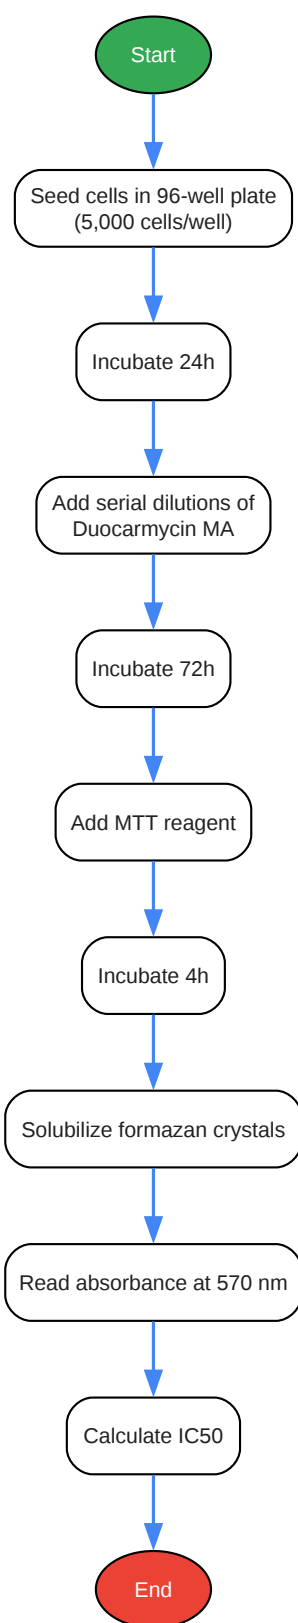 Start
Seed cells in 96-well plate
(5,000 cells/well)
Incubate 24h
Add serial dilutions of
Duocarmycin MA
Incubate 72h
Add MTT reagent
Incubate 4h
Solubilize formazan crystals
Read absorbance at 570 nm
Calculate IC50
End